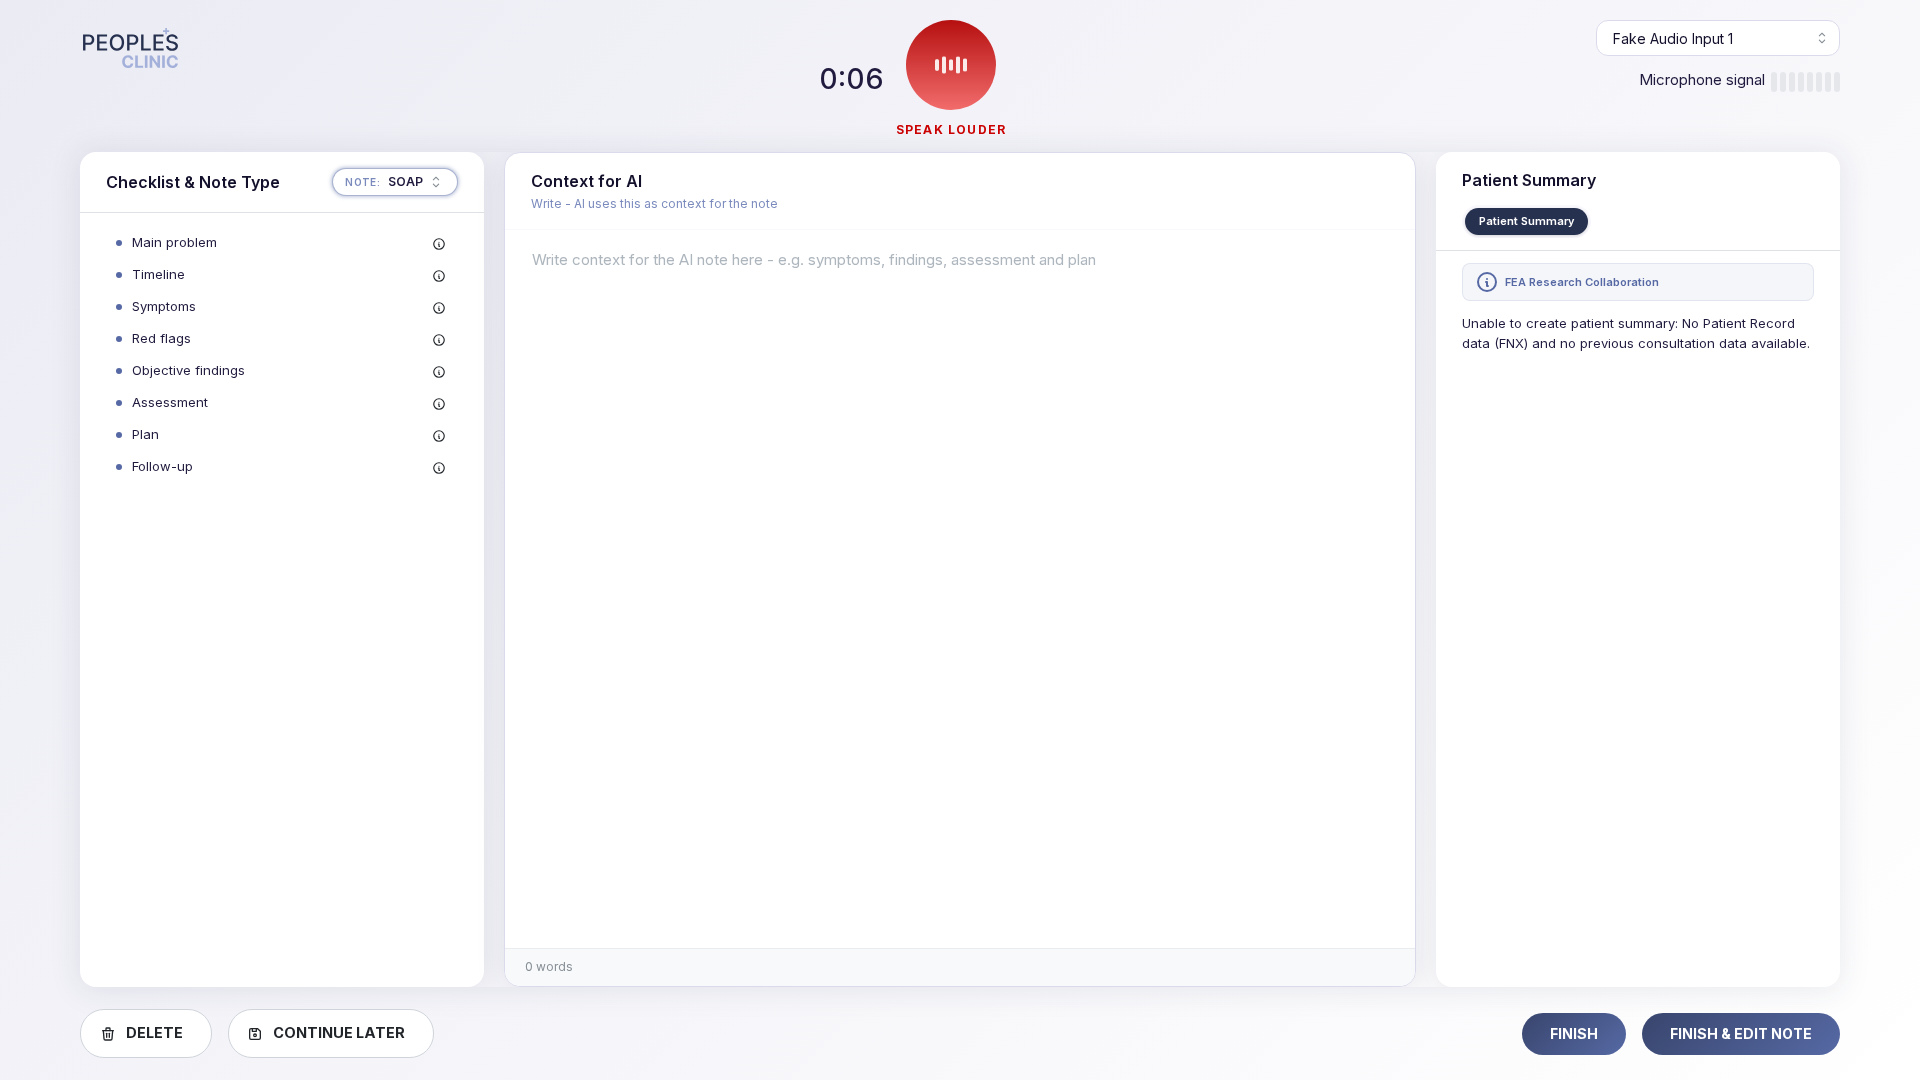 PEOPLES
CLINIC
0:06
SPEAK LOUDER
Fake Audio Input 1
Microphone signal
Checklist & Note Type
NOTE: SOAP
Main problem
Timeline
Symptoms
Red flags
Objective findings
Assessment
Plan
Follow-up
Context for AI
Write - AI uses this as context for the note
Write context for the AI note here - e.g. symptoms, findings, assessment and plan
0 words
Patient Summary
Patient Summary
FEA Research Collaboration
Unable to create patient summary: No Patient Record
data (FNX) and no previous consultation data available.
DELETE
CONTINUE LATER
FINISH
FINISH & EDIT NOTE